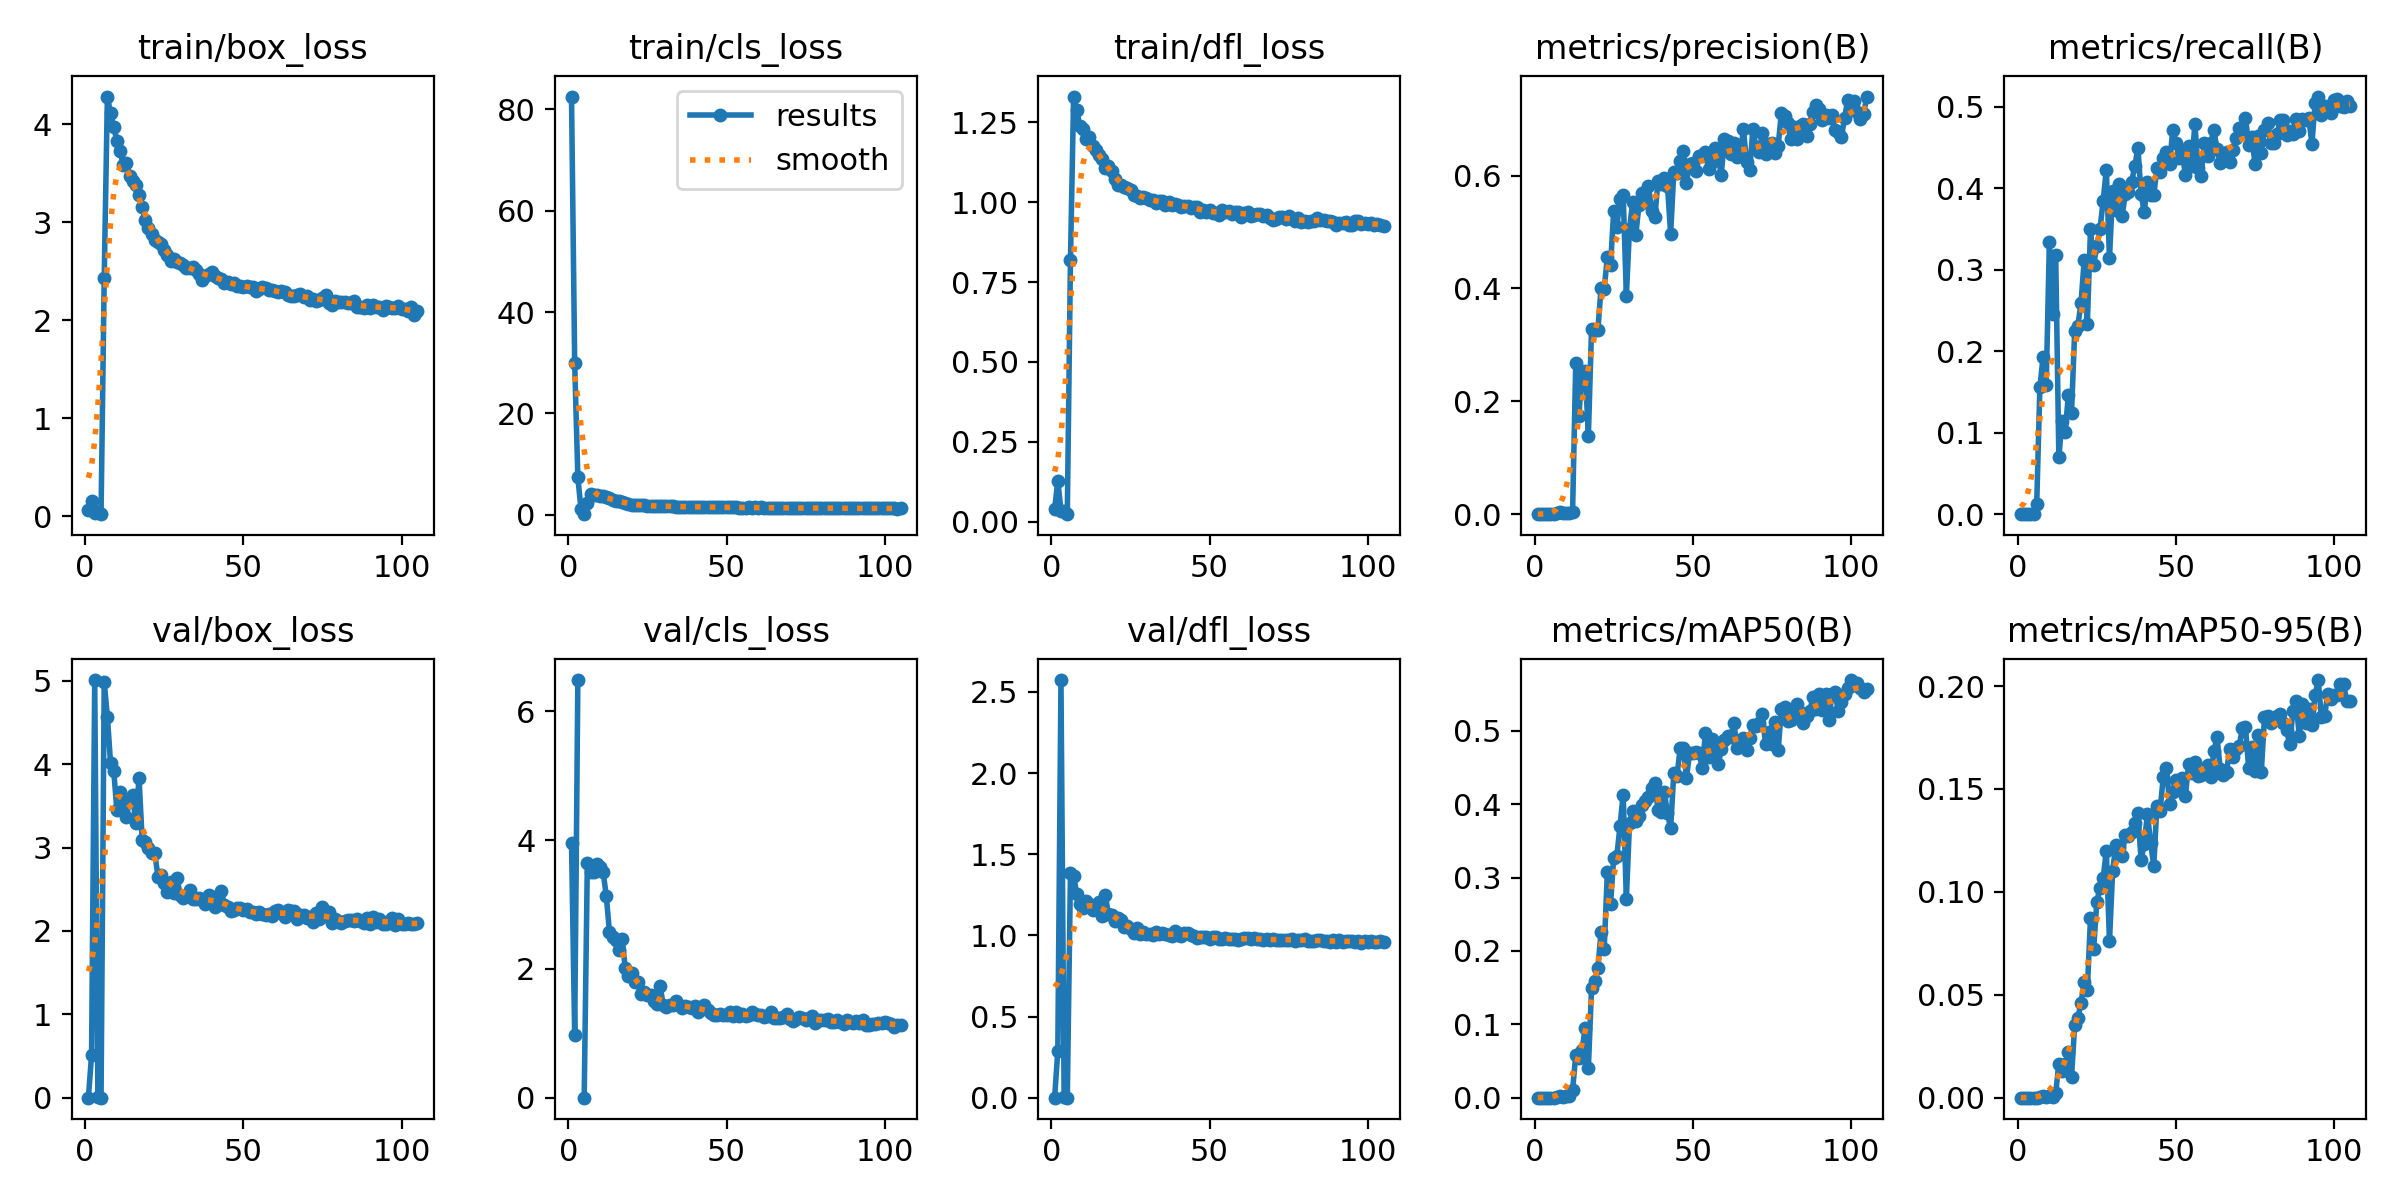 train/box_loss
train/cls_loss
train/dfl_loss
metrics/precision(B)
metrics/recall(B)
4
3
2
1
0
0 50 100
80
60
40
20
0
0 50 100
results
smooth
1.25
1.00
0.75
0.50
0.25
0.00
0 50 100
0.6
0.4
0.2
0.0
0 50 100
0.5
0.4
0.3
0.2
0.1
0.0
0 50 100
val/box_loss
val/cls_loss
val/dfl_loss
metrics/mAP50(B)
metrics/mAP50-95(B)
5
4
3
2
1
0
0 50 100
6
4
2
0
0 50 100
2.5
2.0
1.5
1.0
0.5
0.0
0 50 100
0.5
0.4
0.3
0.2
0.1
0.0
0 50 100
0.20
0.15
0.10
0.05
0.00
0 50 100